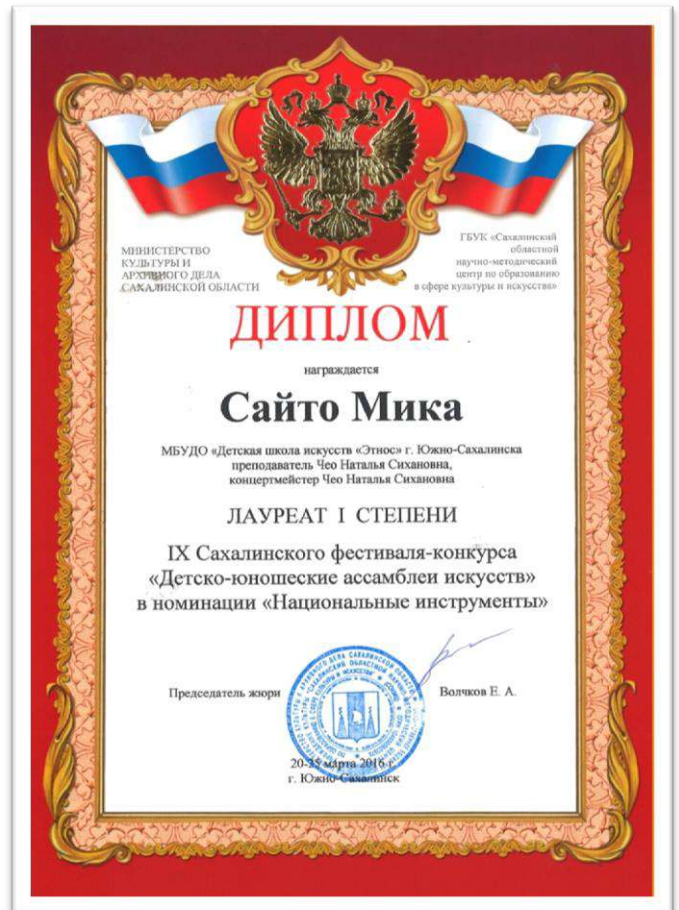 МИНИСТЕРСТВО
КУЛЬТУРЫ И
АРХИВНОГО ДЕЛА
САХАЛИНСКОЙ ОБЛАСТИ
ГБУК «Сахалинский
областной
научно-методический
центр по образованию
в сфере культуры и искусства»
ДИПЛОМ
награждается
Сайто Мика
МБУДО «Детская школа искусств «Этнос» г. Южно-Сахалинска
преподаватель Чео Наталья Сихановна,
концертмейстер Чео Наталья Сихановна
ЛАУРЕАТ I СТЕПЕНИ
IX Сахалинского фестиваля-конкурса
«Детско-юношеские ассамблеи искусств»
в номинации «Национальные инструменты»
Председатель жюри
Волчков Е. А.
20-25 марта 2016 г.
г. Южно-Сахалинск